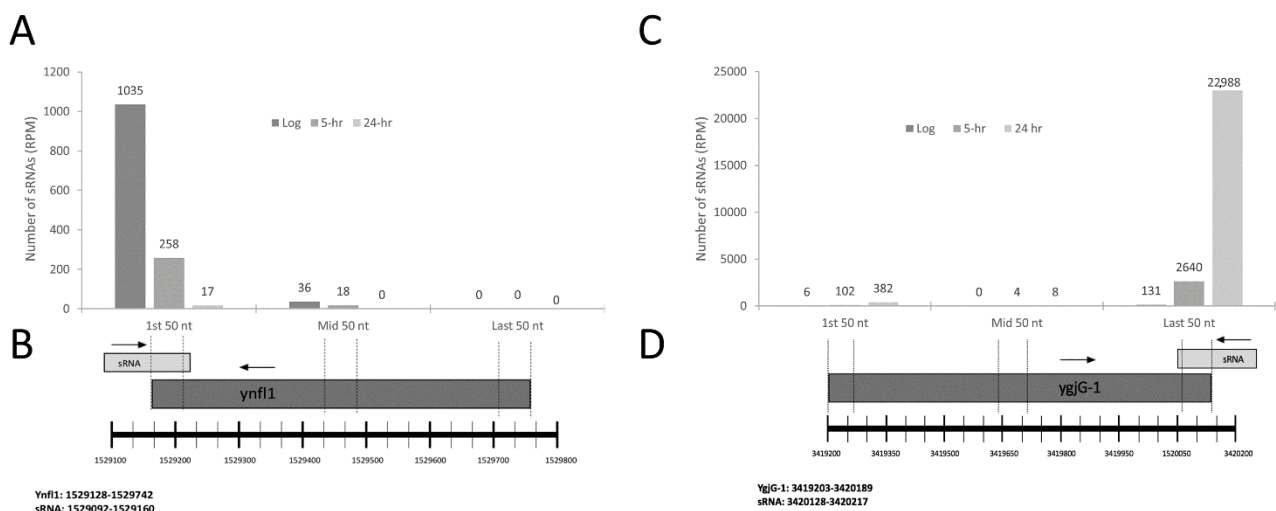 A
1200
1000
800
600
400
200
0
Number of sRNAs (RPM)
Log 5-hr 24-hr
1035
258
17
36
18
0
0
0
0
1st 50 nt
Mid 50 nt
Last 50 nt
B
sRNA
ynfl1
1529100 1529200 1529300 1529400 1529500 1529600 1529700 1529800
Ynfl1: 1529128-1529742
sRNA: 1529092-1529160
C
25000
20000
15000
10000
5000
0
Number of sRNAs (RPM)
Log 5-hr 24 hr
6
102
382
0
4
8
131
2640
22,988
1st 50 nt
Mid 50 nt
Last 50 nt
D
sRNA
ygjG-1
3419200 3419350 3419500 3419650 3419800 3419950 1520050 3420200
YgjG-1: 3419203-3420189
sRNA: 3420128-3420217